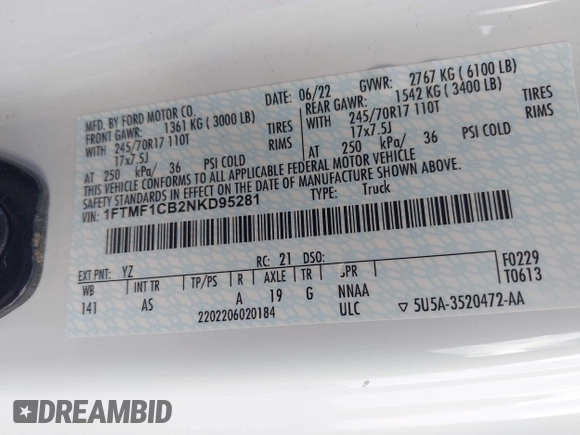 MFD. BY FORD MOTOR CO.
DATE: 06/22 GVWR: 2767 KG ( 6100 LB)
FRONT GAWR: 1361 KG ( 3000 LB) REAR GAWR: 1542 KG ( 3400 LB)
WITH 245/70R17 110T TIRES WITH 245/70R17 110T TIRES
17x7.5J RIMS 17x7.5J RIMS
AT 250 kPa/ 36 PSI COLD AT 250 kPa/ 36 PSI COLD
THIS VEHICLE CONFORMS TO ALL APPLICABLE FEDERAL MOTOR VEHICLE
SAFETY STANDARDS IN EFFECT ON THE DATE OF MANUFACTURE SHOWN ABOVE.
VIN: 1FTMF1CB2NKD95281 TYPE: Truck
F0229
T0613
EXT PNT: YZ RC: 21 DSO:
WB INT TR TP/PS R AXLE TR SPR
141 AS A 19 G NNAA
2202206020184 ULC ▽ 5U5A-3520472-AA
DREAMBID